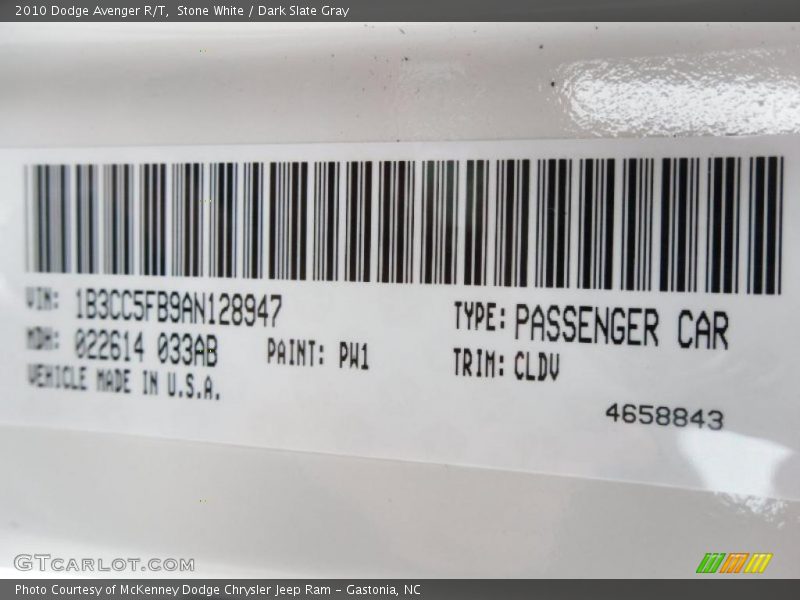 2010 Dodge Avenger R/T, Stone White / Dark Slate Gray
VIN: 1B3CC5FB9AN128947
TYPE: PASSENGER CAR
MDH: 022614 033AB
PAINT: PW1
TRIM: CLDV
VEHICLE MADE IN U.S.A.
4658843
GTCARLOT.COM
Photo Courtesy of McKenney Dodge Chrysler Jeep Ram - Gastonia, NC